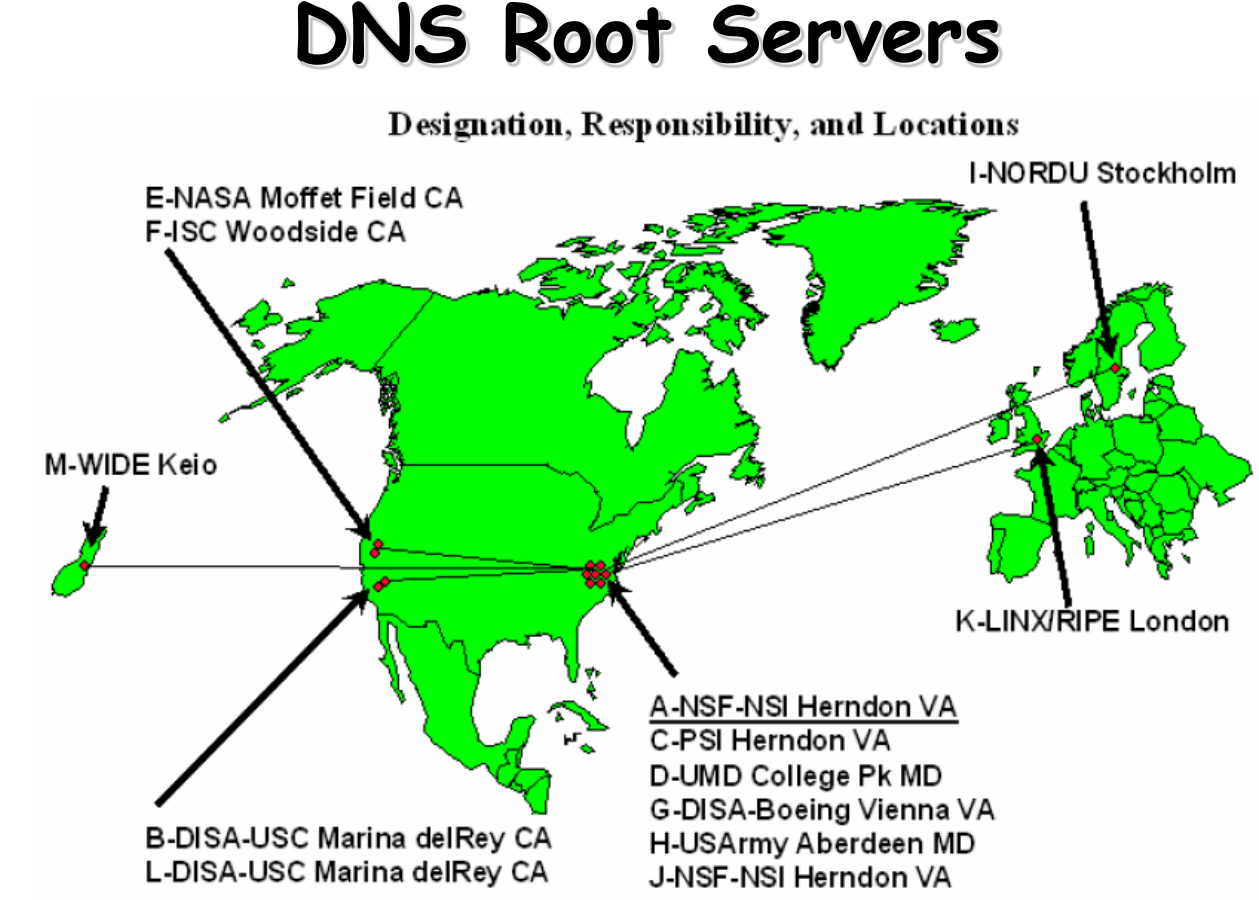 DNS Root Servers
Designation, Responsibility, and Locations
I-NORDU Stockholm
E-NASA Moffet Field CA
F-ISC Woodside CA
M-WIDE Keio
K-LINX/RIPE London
A-NSF-NSI Herndon VA
C-PSI Herndon VA
D-UMD College Pk MD
G-DISA-Boeing Vienna VA
H-USArmy Aberdeen MD
J-NSF-NSI Herndon VA
B-DISA-USC Marina delRey CA
L-DISA-USC Marina delRey CA